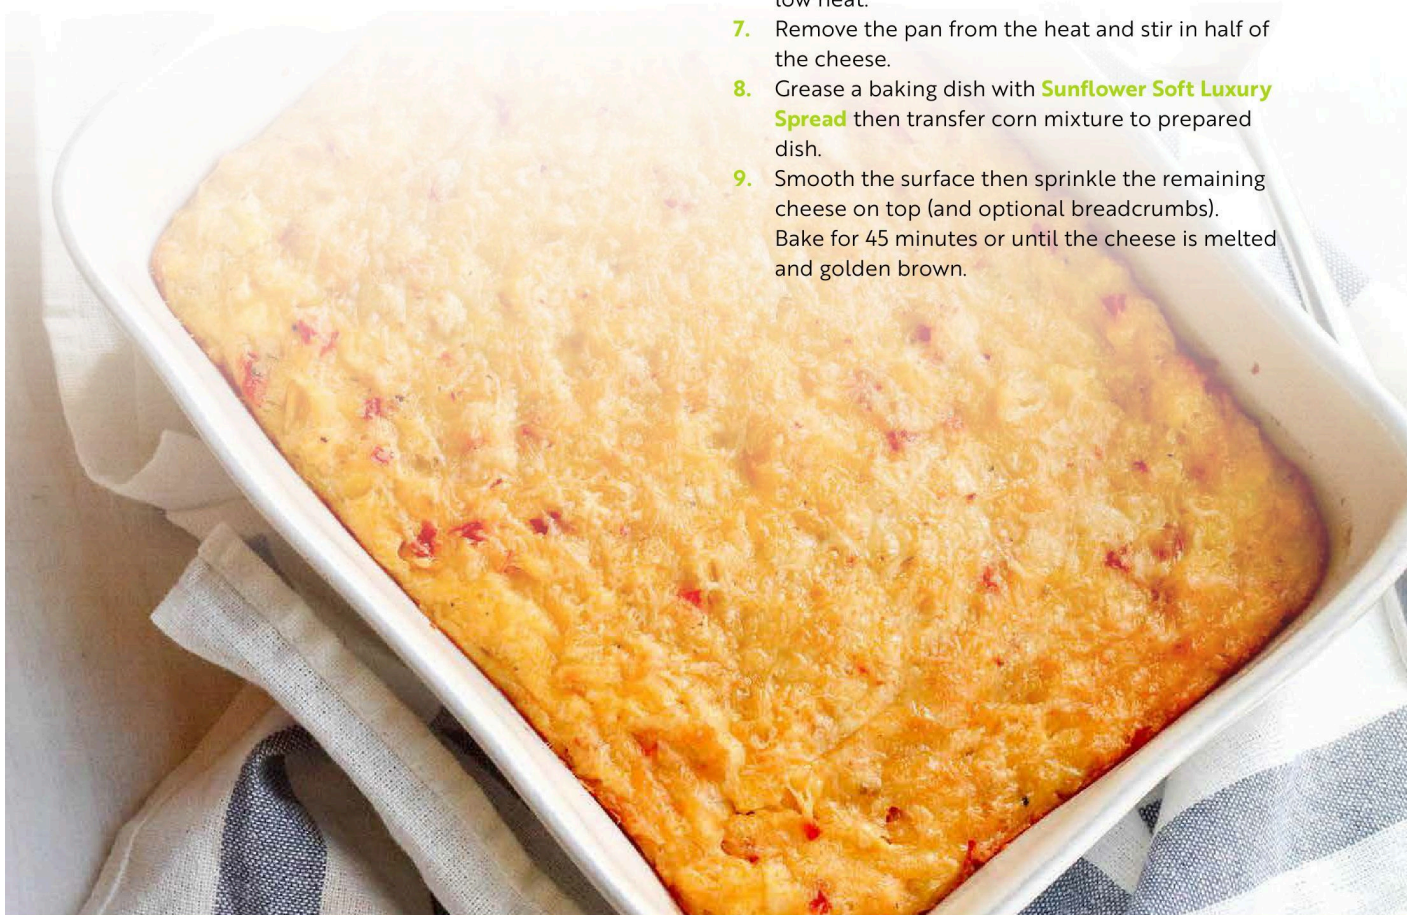 low heat.
7. Remove the pan from the heat and stir in half of
the cheese.
8. Grease a baking dish with Sunflower Soft Luxury
Spread then transfer corn mixture to prepared
dish.
9. Smooth the surface then sprinkle the remaining
cheese on top (and optional breadcrumbs).
Bake for 45 minutes or until the cheese is melted
and golden brown.